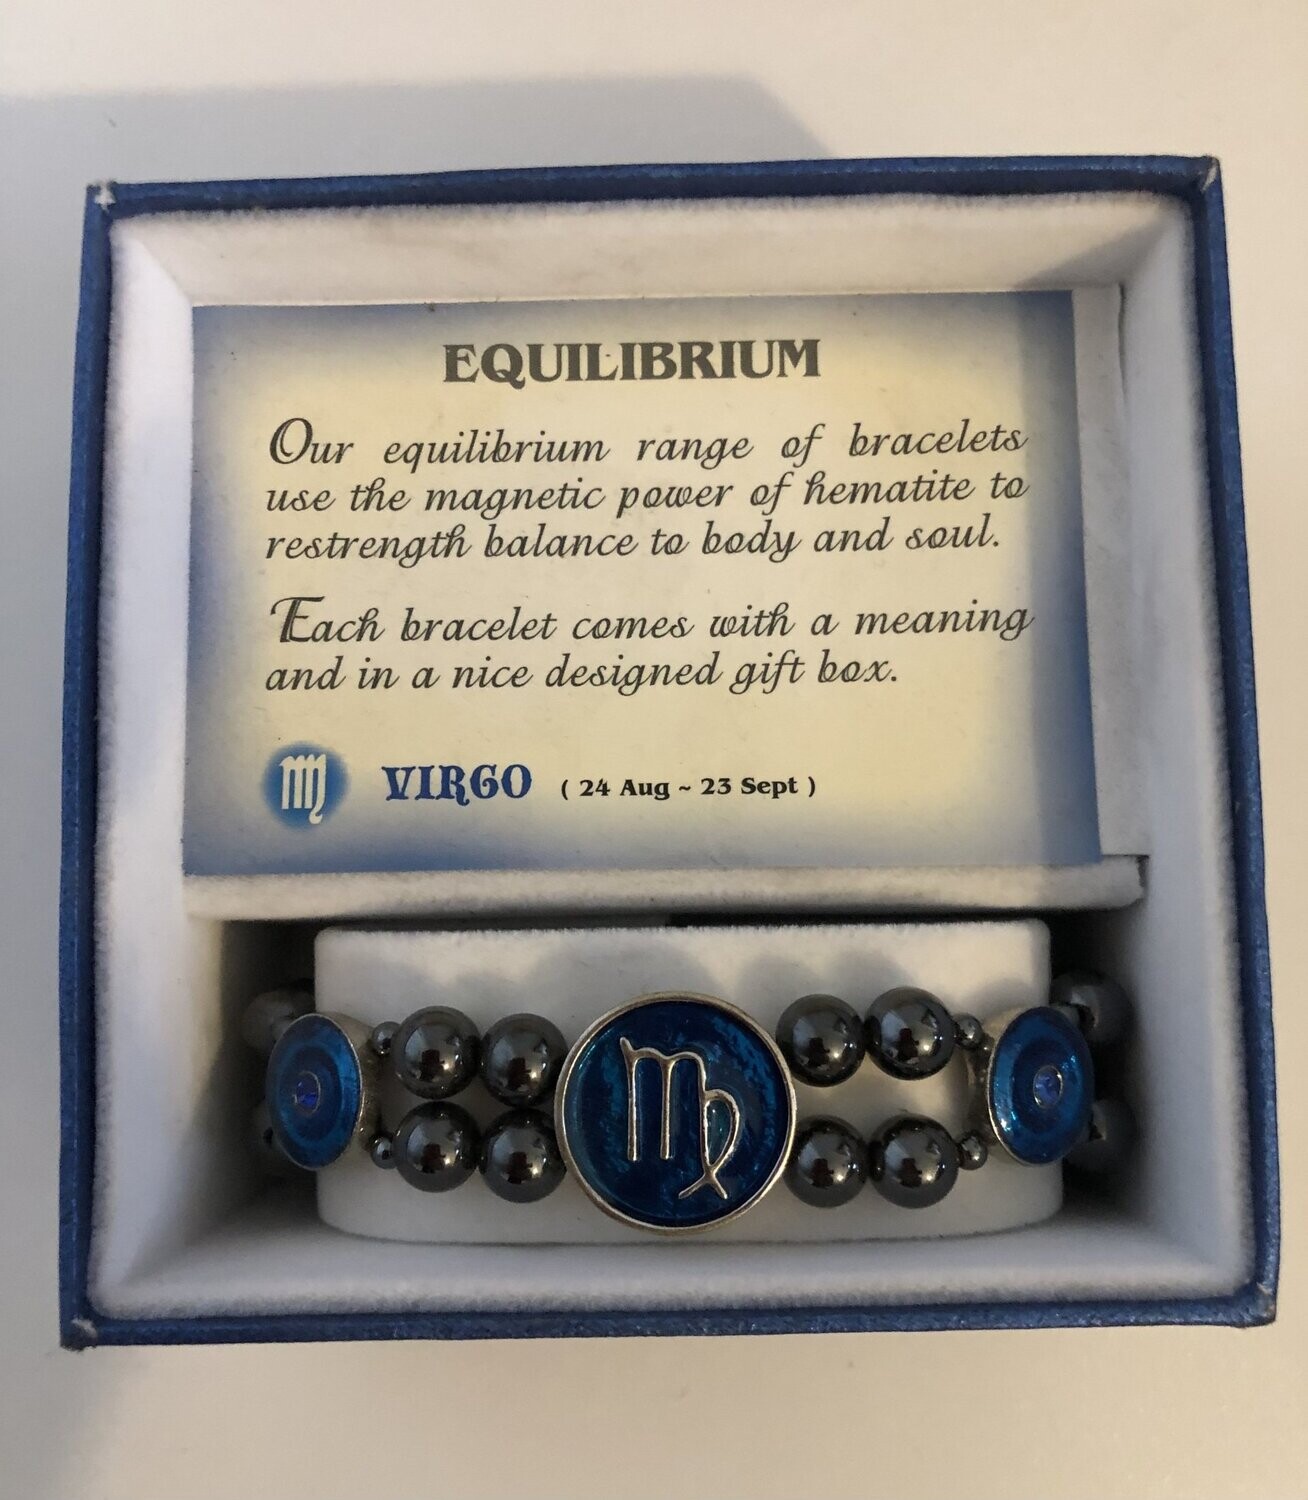 EQUILIBRIUM
Our equilibrium range of bracelets
use the magnetic power of hematite to
restrength balance to body and soul.
Each bracelet comes with a meaning
and in a nice designed gift box.
VIRGO ( 24 Aug ~ 23 Sept )